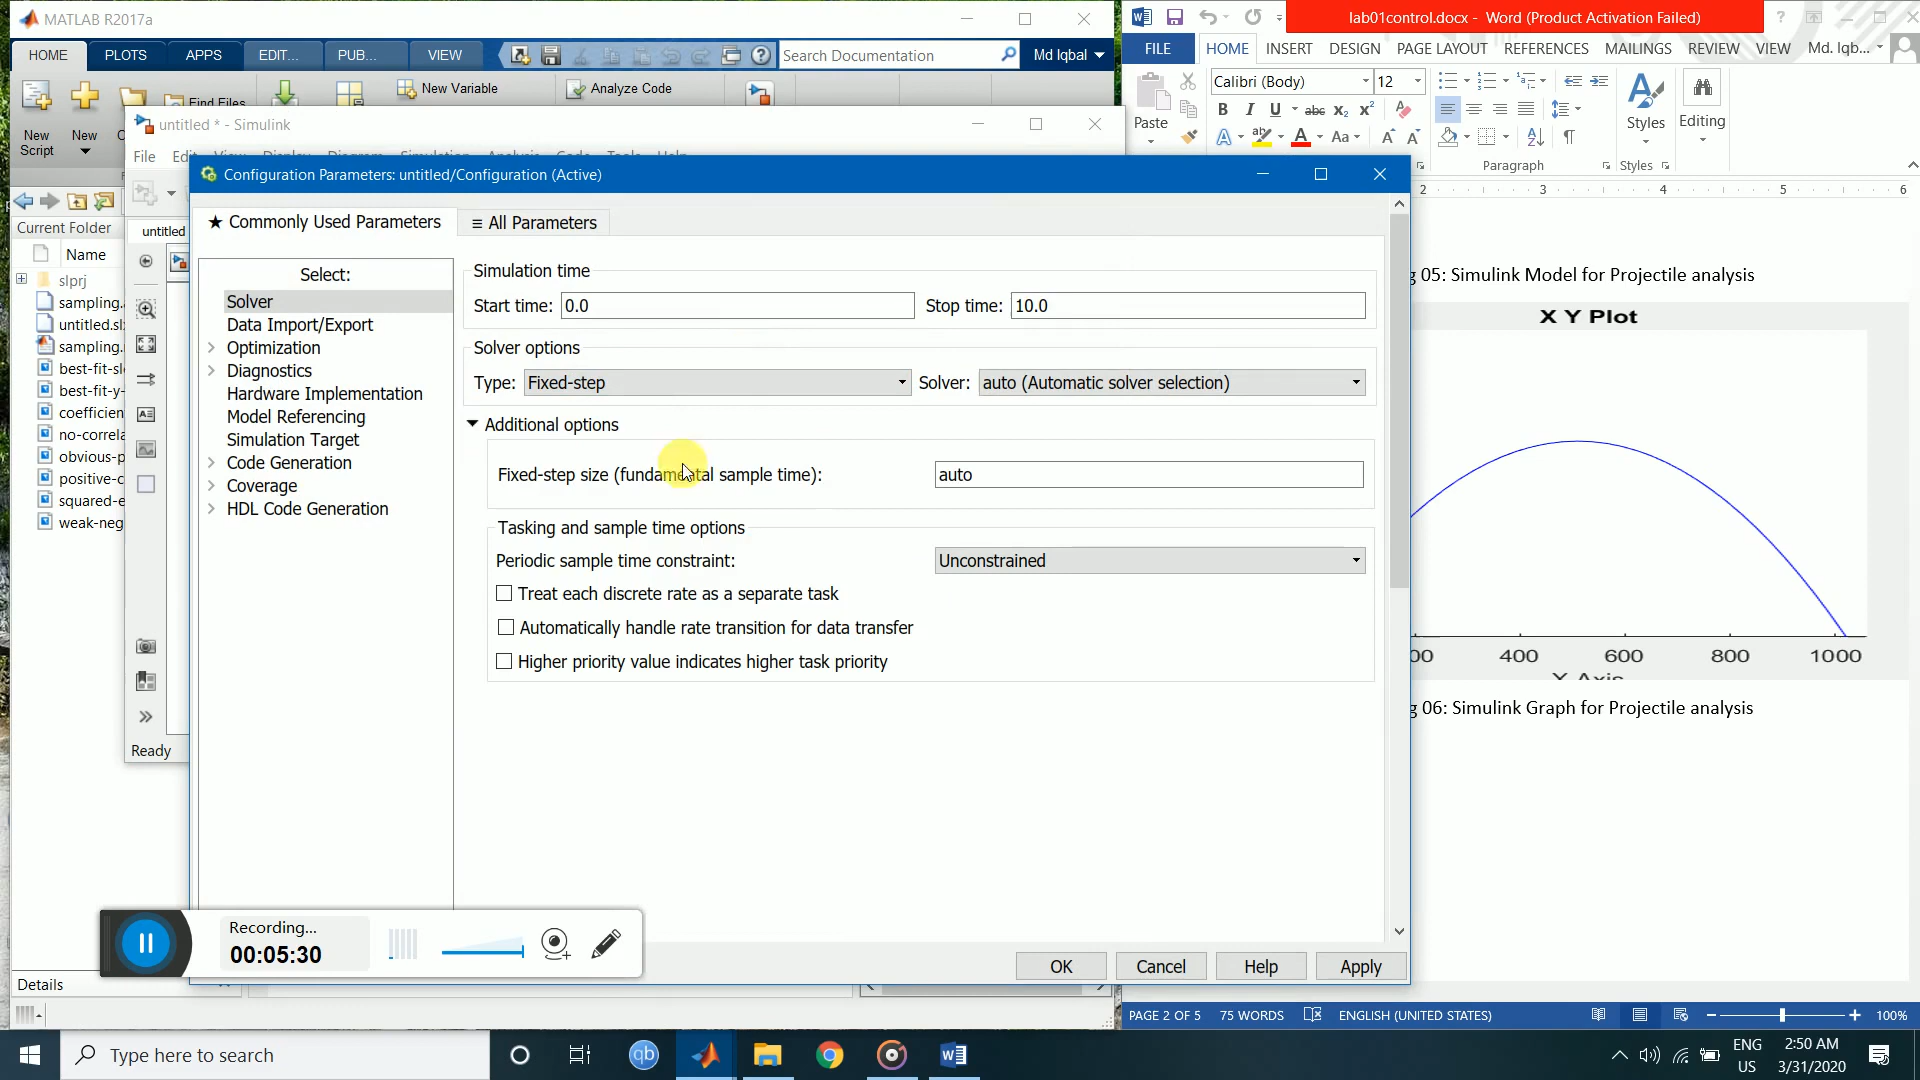 MATLAB R2017a
HOME
PLOTS
APPS
EDIT...
PUB...
VIEW
Search Documentation
Md Iqbal
New Script
New
Find Files
New Variable
Analyze Code
untitled * - Simulink
File
Current Folder
Name
slprj
sampling.
untitled.sl
sampling.
best-fit-sl
best-fit-y-
coefficien
no-correla
obvious-p
positive-c
squared-e
weak-neg
Details
untitled
Ready
Configuration Parameters: untitled/Configuration (Active)
★ Commonly Used Parameters
≡ All Parameters
Select:
Solver
Data Import/Export
Optimization
Diagnostics
Hardware Implementation
Model Referencing
Simulation Target
Code Generation
Coverage
HDL Code Generation
Simulation time
Start time: 0.0
Stop time: 10.0
Solver options
Type: Fixed-step
Solver: auto (Automatic solver selection)
Additional options
Fixed-step size (fundamental sample time): auto
Tasking and sample time options
Periodic sample time constraint: Unconstrained
Treat each discrete rate as a separate task
Automatically handle rate transition for data transfer
Higher priority value indicates higher task priority
OK
Cancel
Help
Apply
Recording...
00:05:30
lab01control.docx - Word (Product Activation Failed)
FILE
HOME
INSERT
DESIGN
PAGE LAYOUT
REFERENCES
MAILINGS
REVIEW
VIEW
Md. Iqb...
Paste
Calibri (Body)
12
Styles
Editing
Paragraph
Styles
2 3 4 5 6
g 05: Simulink Model for Projectile analysis
X Y Plot
00 400 600 800 1000
X Axis
g 06: Simulink Graph for Projectile analysis
PAGE 2 OF 5
75 WORDS
ENGLISH (UNITED STATES)
100%
Type here to search
ENG
US
2:50 AM
3/31/2020